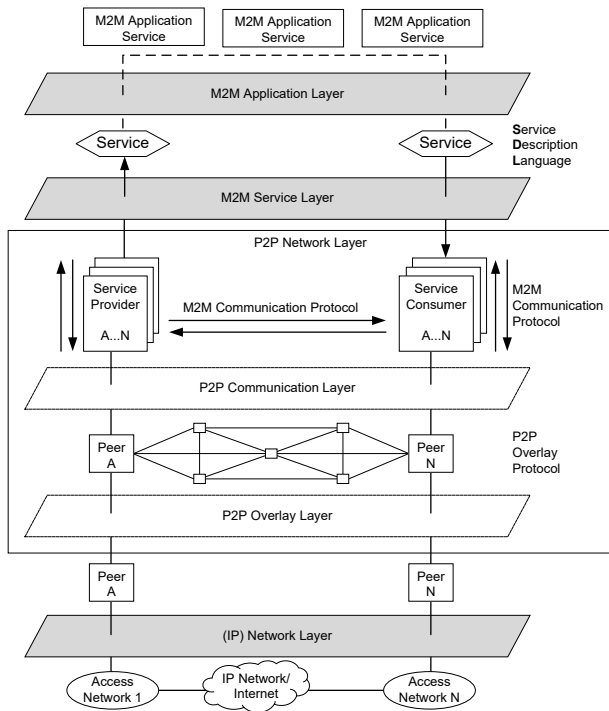 M2M Application
Service
M2M Application
Service
M2M Application
Service
M2M Application Layer
Service
Service
Service
Description
Language
M2M Service Layer
P2P Network Layer
Service
Provider
A...N
M2M Communication Protocol
Service
Consumer
A...N
M2M
Communication
Protocol
P2P Communication Layer
Peer
A
Peer
N
P2P
Overlay
Protocol
P2P Overlay Layer
Peer
A
Peer
N
(IP) Network Layer
Access
Network 1
IP Network/
Internet
Access
Network N